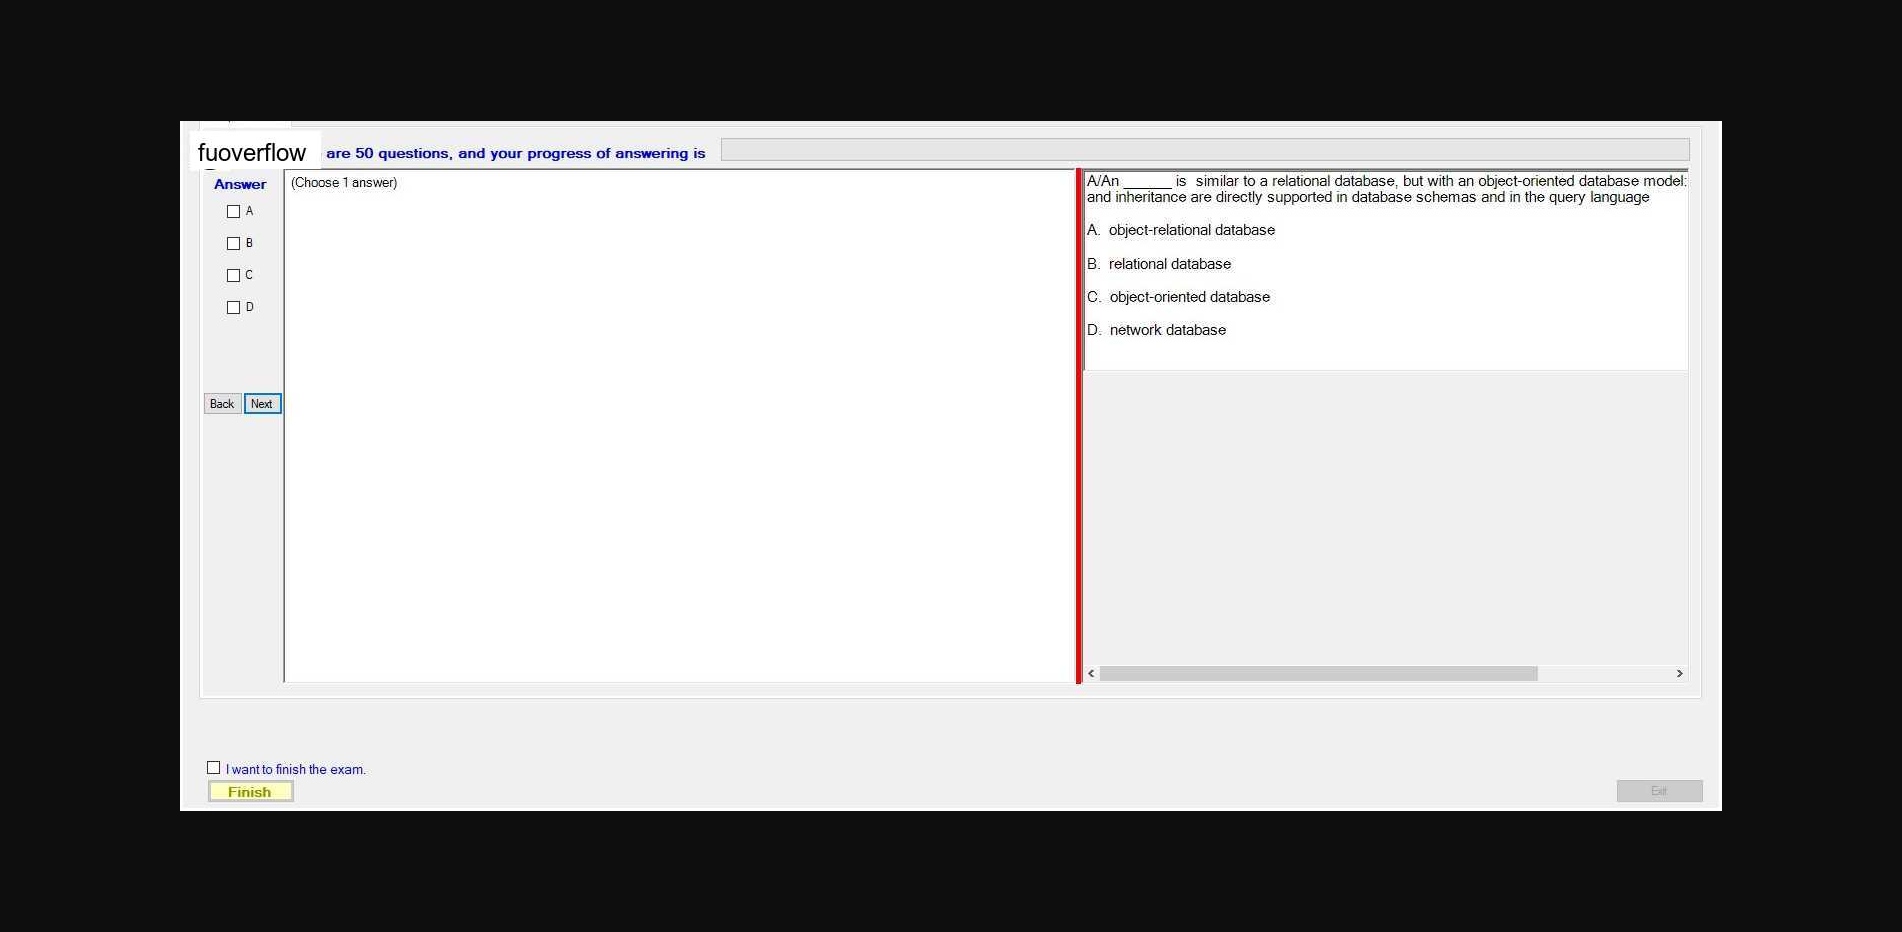 fuoverflow are 50 questions, and your progress of answering is
Answer
A
B
C
D
Back Next
(Choose 1 answer)
A/An ______ is  similar to a relational database, but with an object-oriented database model:
and inheritance are directly supported in database schemas and in the query language
A.  object-relational database
B.  relational database
C.  object-oriented database
D.  network database
I want to finish the exam.
Finish
Exit